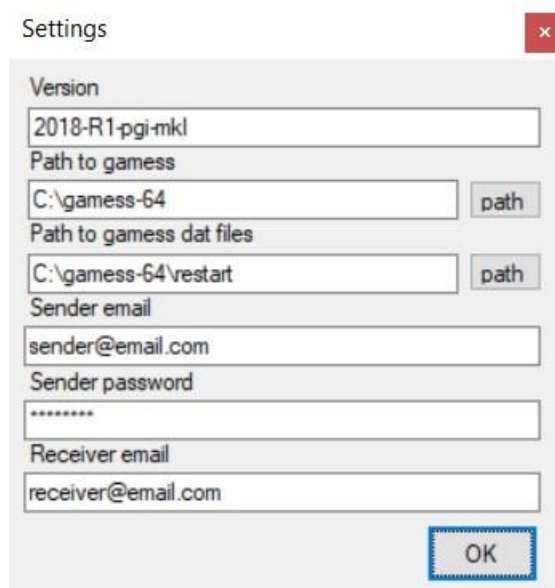 Settings
×
Version
2018-R1-pgi-mkl
Path to gamess
C:\gamess-64
path
Path to gamess dat files
C:\gamess-64\restart
path
Sender email
sender@email.com
Sender password
********
Receiver email
receiver@email.com
OK